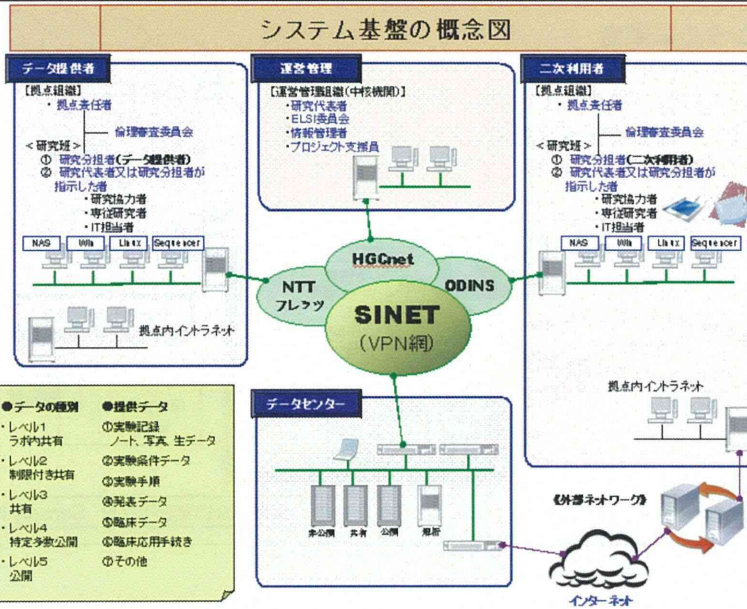 システム基盤の概念図
データ提供者
【拠点組織】
・拠点責任者
倫理審査委員会
<研究班>
① 研究分担者(データ提供者)
② 研究代表者又は研究分担者が
指示した者
・研究協力者
・専従研究者
・IT担当者
NAS Win Linux Sequencer
拠点内イントラネット
運営管理
【運営管理組織(中核機関)】
・研究代表者
・ELSI委員会
・情報管理者
・プロジェクト支援員
二次利用者
【拠点組織】
・拠点責任者
倫理審査委員会
<研究班>
① 研究分担者(二次利用者)
② 研究代表者又は研究分担者が
指示した者
・研究協力者
・専従研究者
・IT担当者
NAS Win Linux Sequencer
拠点内イントラネット
HGCnet
NTT
フレッツ
ODINS
SINET
(VPN網)
●データの種別
・レベル1
ラボ内共有
・レベル2
制限付き共有
・レベル3
共有
・レベル4
特定多数公開
・レベル5
公開
●提供データ
①実験記録
ノート、写真、生データ
②実験条件データ
③実験手順
④発表データ
⑤臨床データ
⑥臨床応用手続き
⑦その他
データセンター
非公開 共有 公開
《外部ネットワーク》
インターネット